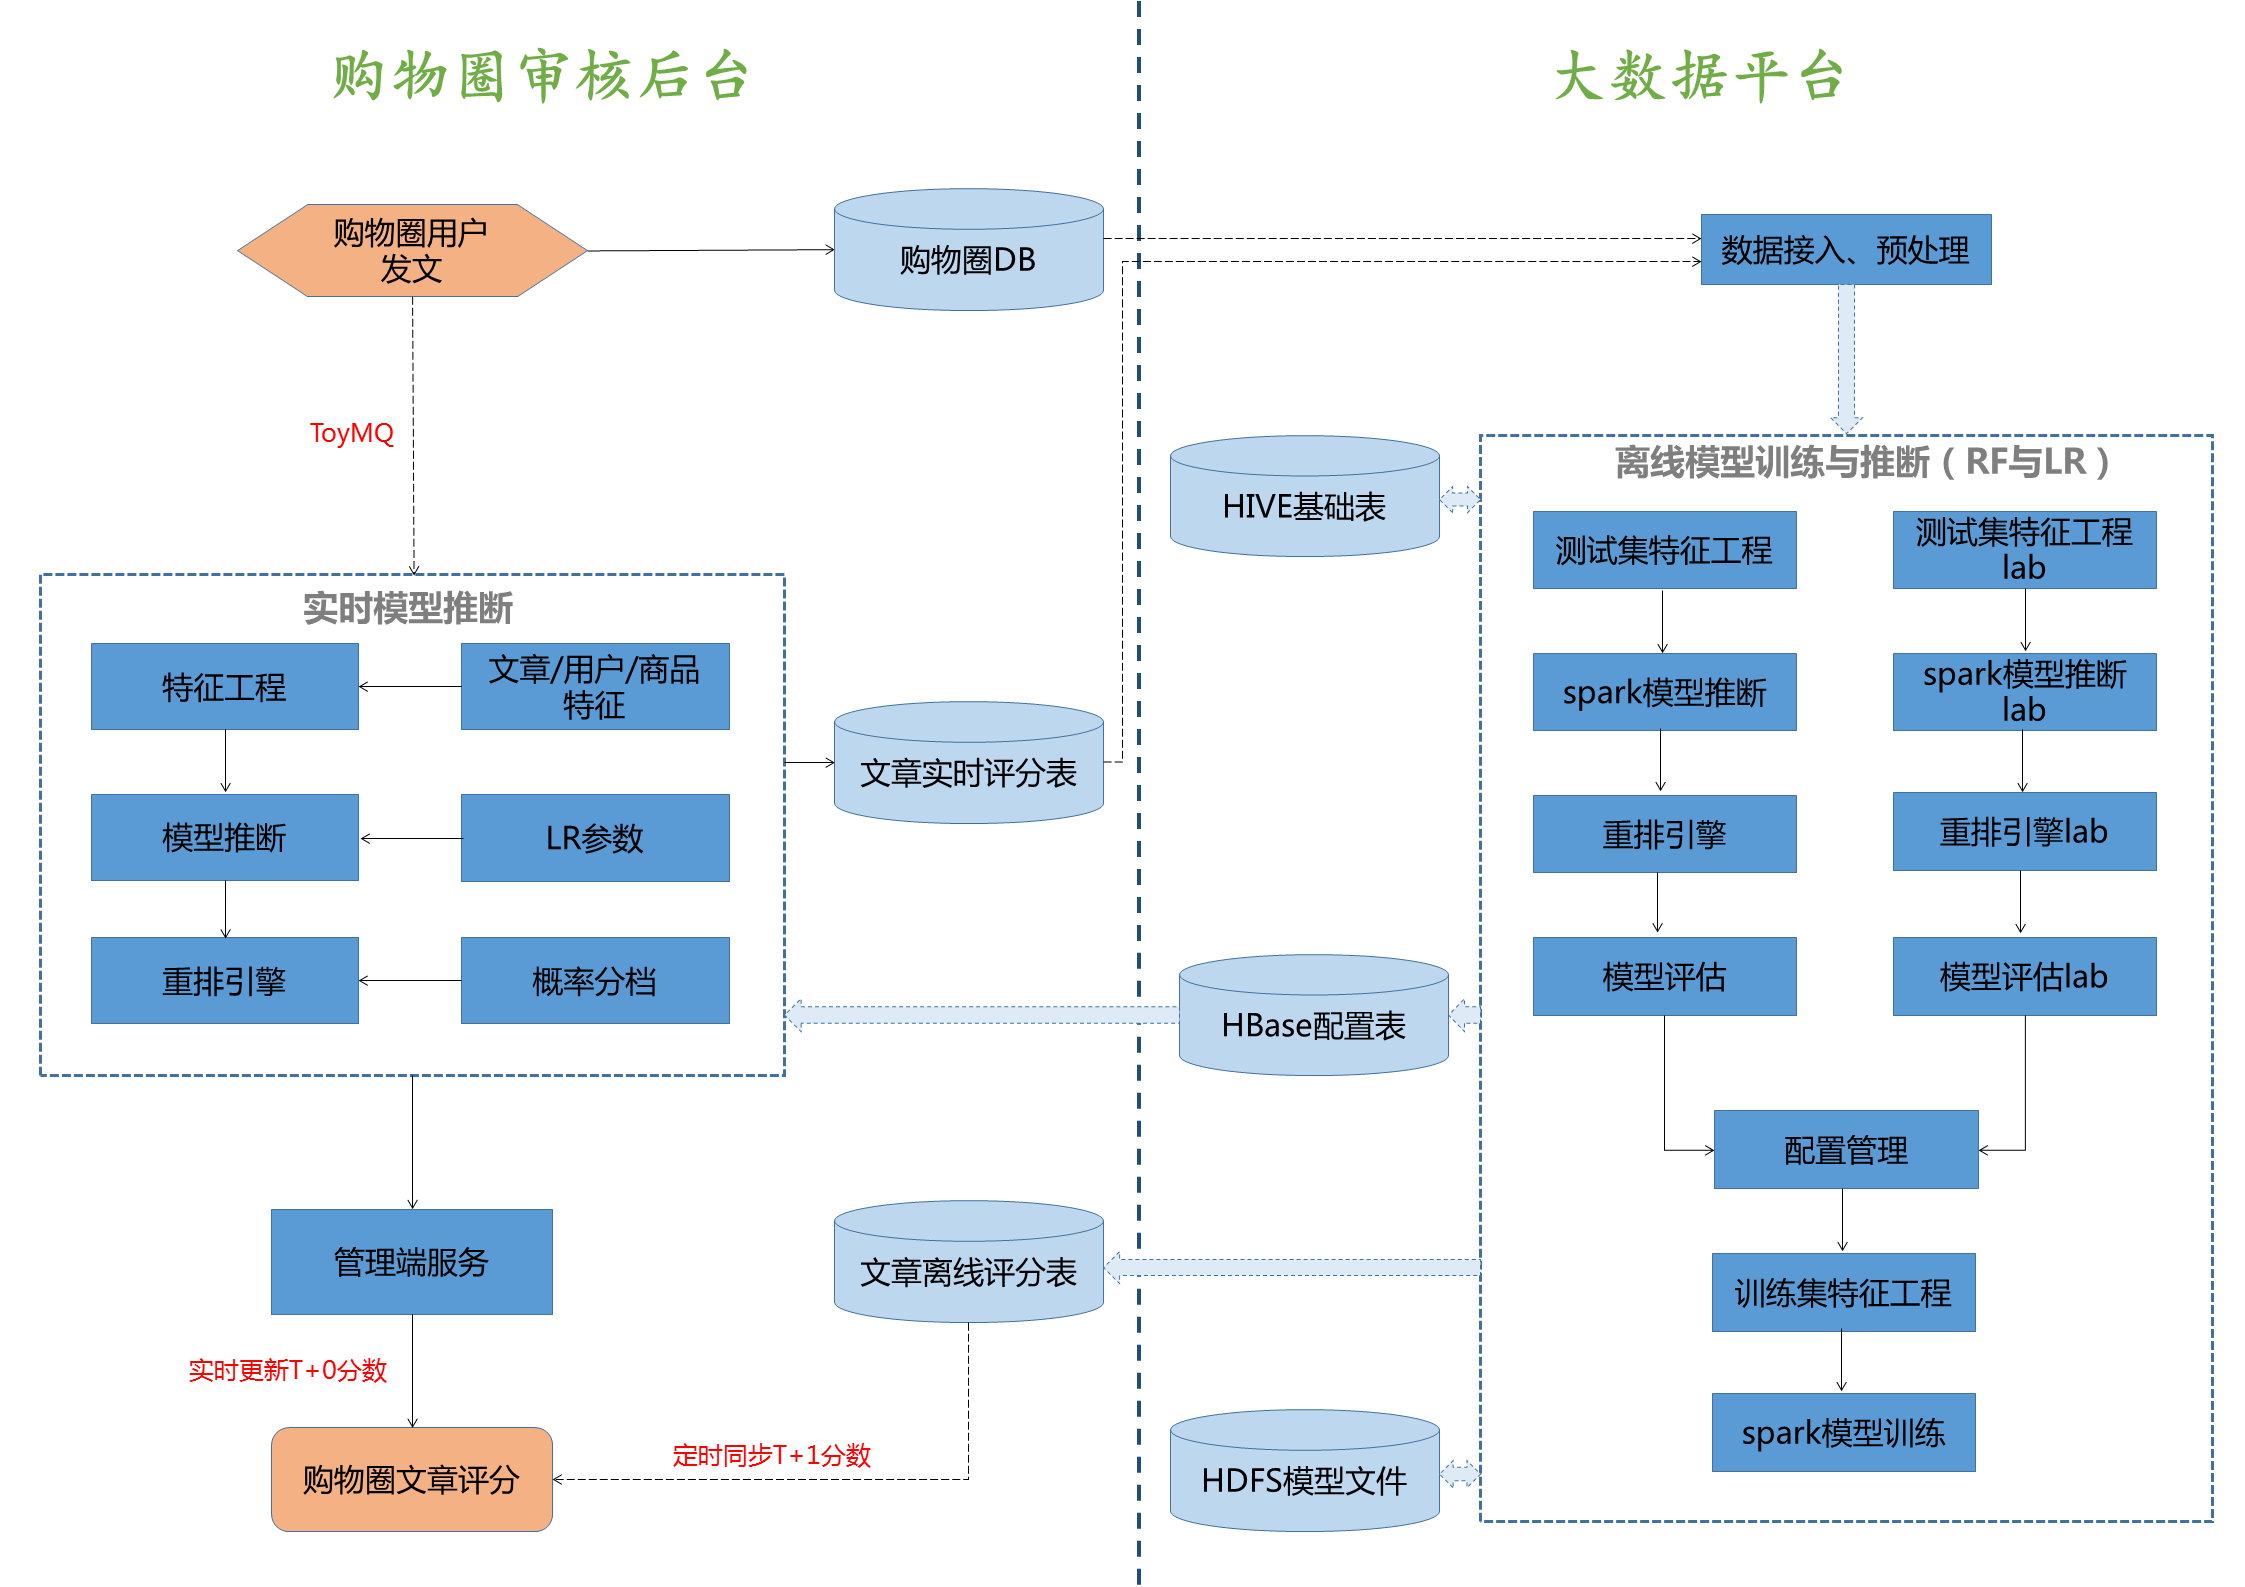 购物圈审核后台
大数据平台
购物圈用户
发文
购物圈DB
数据接入、预处理
ToyMQ
实时模型推断
特征工程
文章/用户/商品
特征
模型推断
LR参数
重排引擎
概率分档
文章实时评分表
管理端服务
实时更新T+0分数
购物圈文章评分
文章离线评分表
定时同步T+1分数
HIVE基础表
HBase配置表
HDFS模型文件
离线模型训练与推断（RF与LR）
测试集特征工程
测试集特征工程
lab
spark模型推断
spark模型推断
lab
重排引擎
重排引擎lab
模型评估
模型评估lab
配置管理
训练集特征工程
spark模型训练